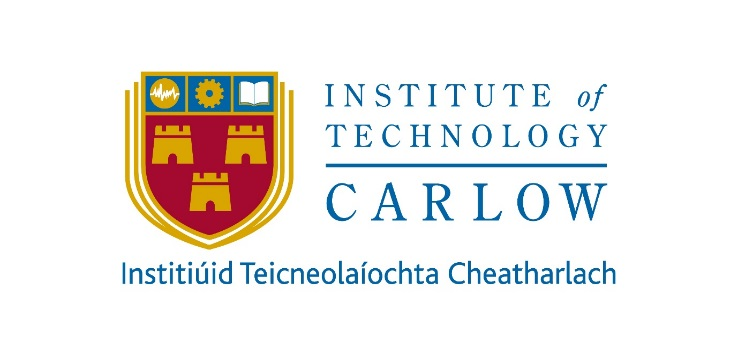 INSTITUTE of
TECHNOLOGY
CARLOW
Institiúid Teicneolaíochta Cheatharlach